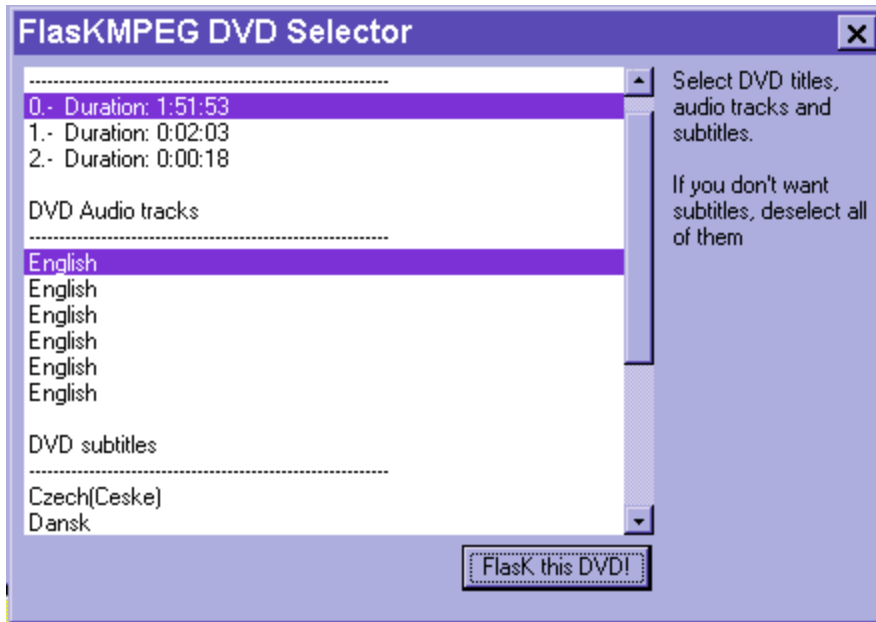 FlasKMPEG DVD Selector
------------------------------------------------------------
0.- Duration: 1:51:53
1.- Duration: 0:02:03
2.- Duration: 0:00:18
DVD Audio tracks
------------------------------------------------------------
English
English
English
English
English
English
DVD subtitles
------------------------------------------------------------
Czech(Ceske)
Dansk
Select DVD titles,
audio tracks and
subtitles.
If you don't want
subtitles, deselect all
of them
FlasK this DVD!